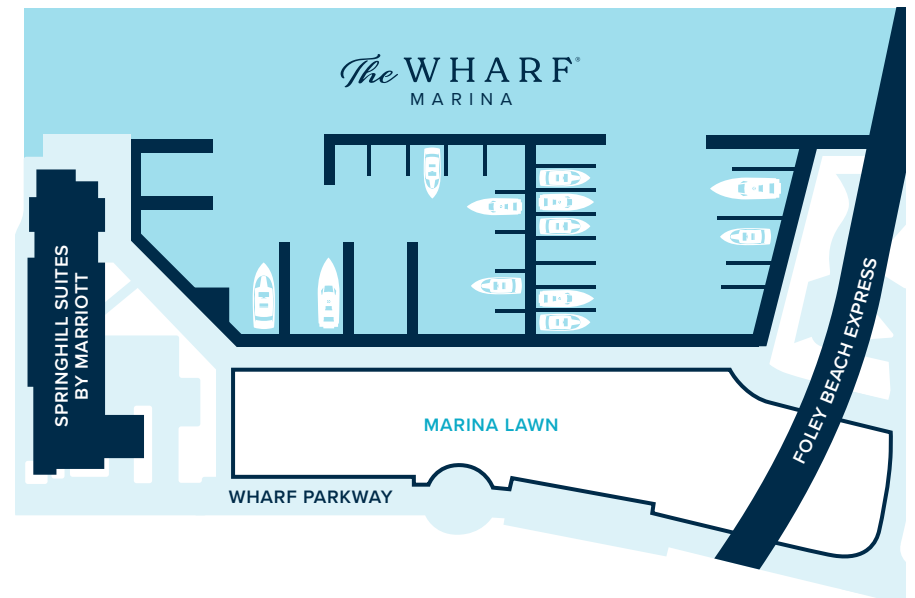 The WHARF®
MARINA
SPRINGHILL SUITES
BY MARRIOTT
FOLEY BEACH EXPRESS
MARINA LAWN
WHARF PARKWAY